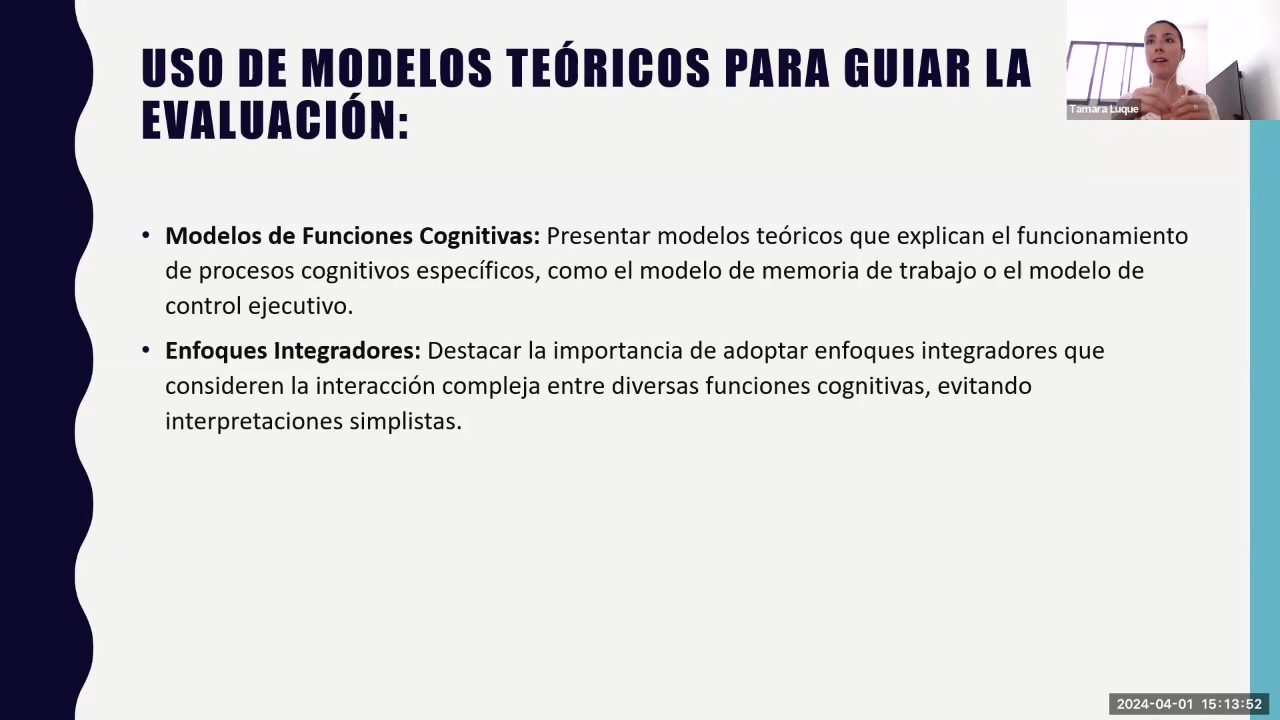 USO DE MODELOS TEÓRICOS PARA GUIAR LA
EVALUACIÓN:
Tamara Luque
• Modelos de Funciones Cognitivas: Presentar modelos teóricos que explican el funcionamiento
de procesos cognitivos específicos, como el modelo de memoria de trabajo o el modelo de
control ejecutivo.
• Enfoques Integradores: Destacar la importancia de adoptar enfoques integradores que
consideren la interacción compleja entre diversas funciones cognitivas, evitando
interpretaciones simplistas.
2024-04-01 15:13:52